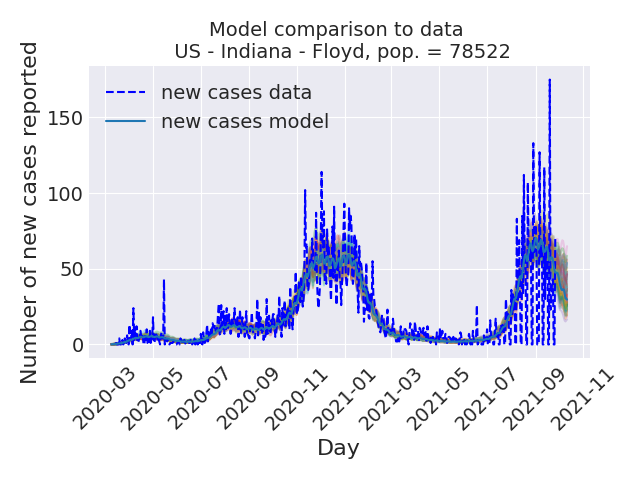 Model comparison to data
US - Indiana - Floyd, pop. = 78522
Number of new cases reported
new cases data
new cases model
150
100
50
0
2020-03
2020-05
2020-07
2020-09
2020-11
2021-01
2021-03
2021-05
2021-07
2021-09
2021-11
Day